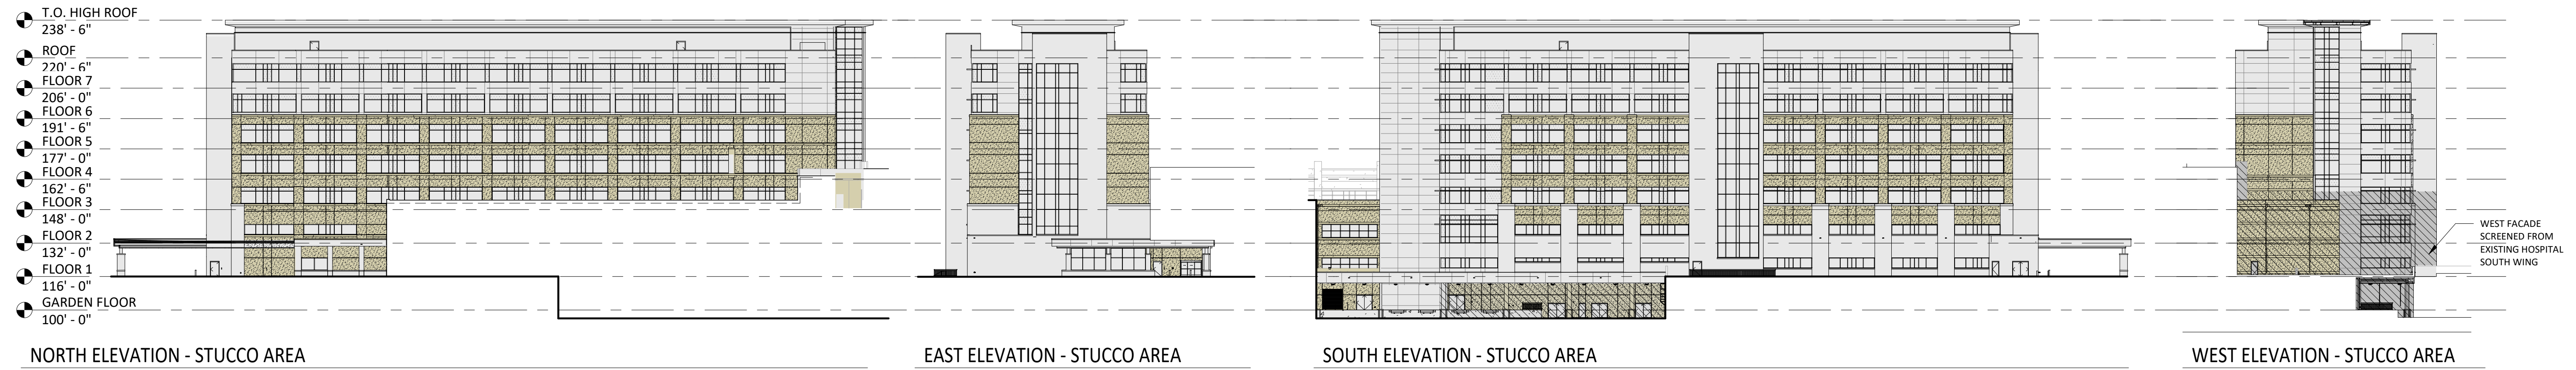 T.O. HIGH ROOF
238' - 6"
ROOF
220' - 6"
FLOOR 7
206' - 0"
FLOOR 6
191' - 6"
FLOOR 5
177' - 0"
FLOOR 4
162' - 6"
FLOOR 3
148' - 0"
FLOOR 2
132' - 0"
FLOOR 1
116' - 0"
GARDEN FLOOR
100' - 0"
WEST FACADE
SCREENED FROM
EXISTING HOSPITAL
SOUTH WING
NORTH ELEVATION - STUCCO AREA
EAST ELEVATION - STUCCO AREA
SOUTH ELEVATION - STUCCO AREA
WEST ELEVATION - STUCCO AREA